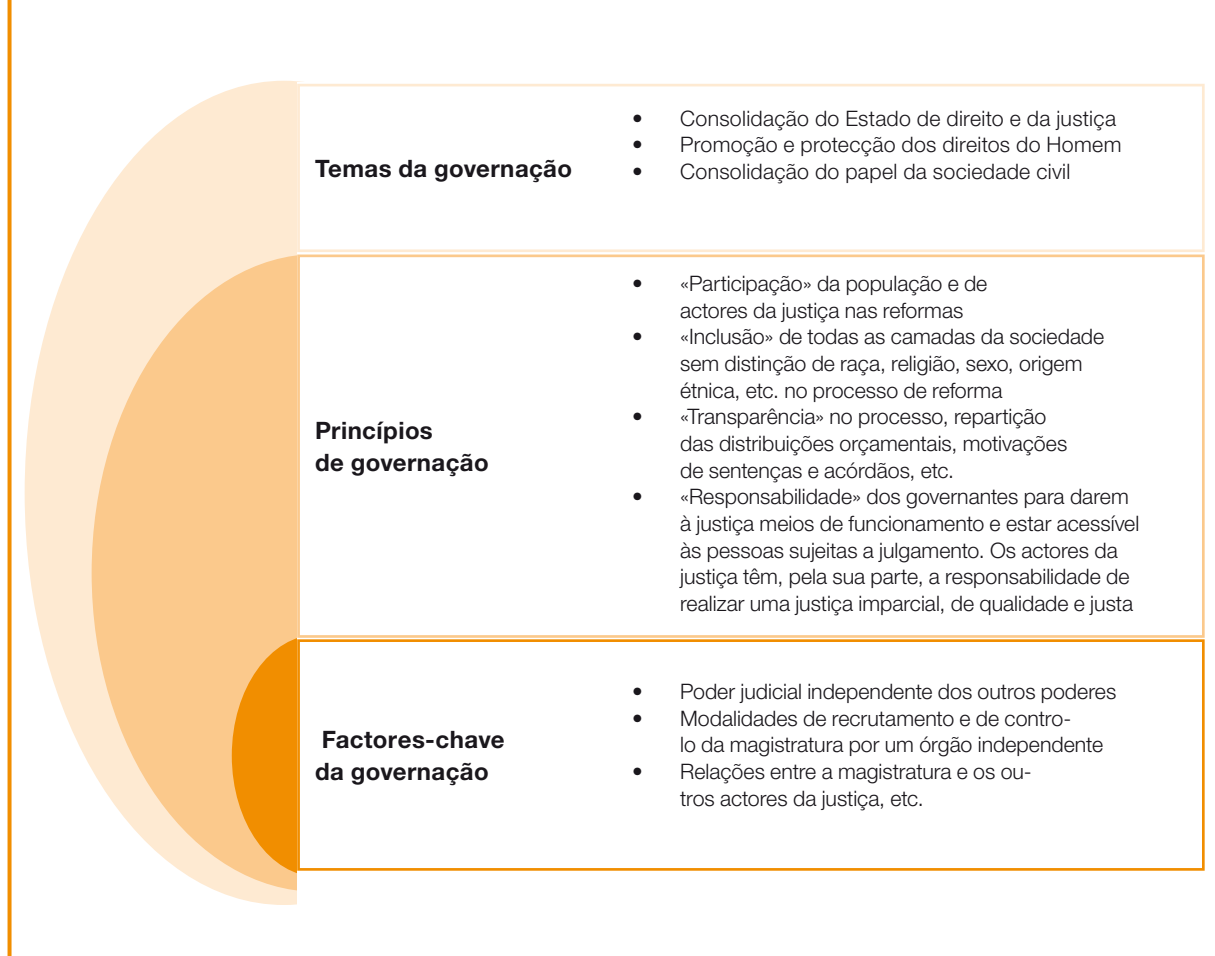 Temas da governação
• Consolidação do Estado de direito e da justiça
• Promoção e protecção dos direitos do Homem
• Consolidação do papel da sociedade civil
Princípios
de governação
• «Participação» da população e de
actores da justiça nas reformas
• «Inclusão» de todas as camadas da sociedade
sem distinção de raça, religião, sexo, origem
étnica, etc. no processo de reforma
• «Transparência» no processo, repartição
das distribuições orçamentais, motivações
de sentenças e acórdãos, etc.
• «Responsabilidade» dos governantes para darem
à justiça meios de funcionamento e estar acessível
às pessoas sujeitas a julgamento. Os actores da
justiça têm, pela sua parte, a responsabilidade de
realizar uma justiça imparcial, de qualidade e justa
Factores-chave
da governação
• Poder judicial independente dos outros poderes
• Modalidades de recrutamento e de contro-
lo da magistratura por um órgão independente
• Relações entre a magistratura e os ou-
tros actores da justiça, etc.